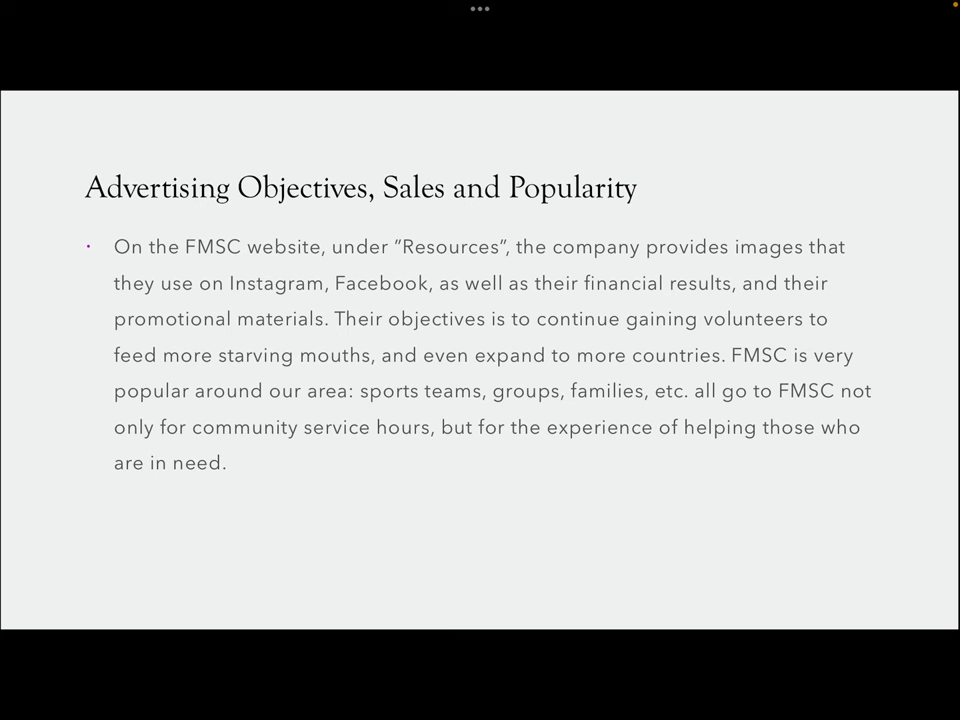 Advertising Objectives, Sales and Popularity
• On the FMSC website, under ”Resources”, the company provides images that
they use on Instagram, Facebook, as well as their financial results, and their
promotional materials. Their objectives is to continue gaining volunteers to
feed more starving mouths, and even expand to more countries. FMSC is very
popular around our area: sports teams, groups, families, etc. all go to FMSC not
only for community service hours, but for the experience of helping those who
are in need.